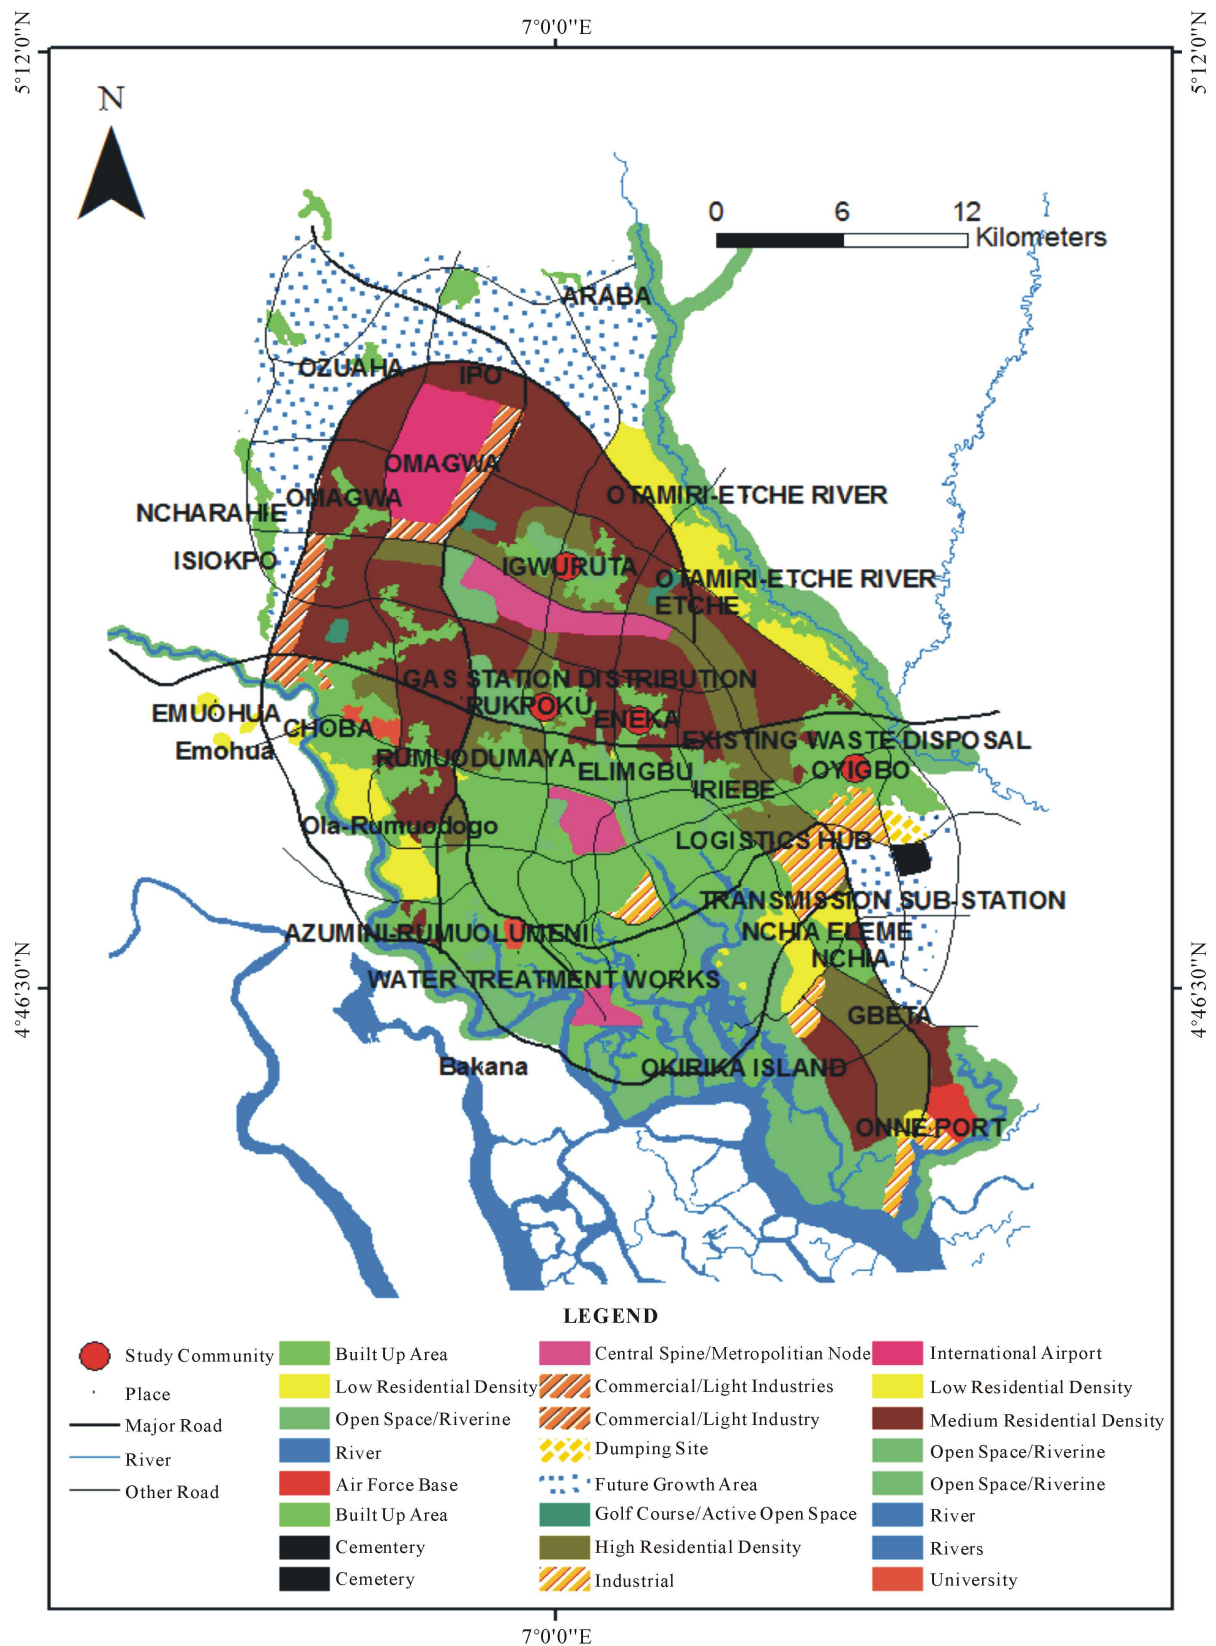 7°0'0"E
5°12'0"N
5°12'0"N
N
0 6 12
Kilometers
ARABA
OZUAHA
IPO
OMAGWA
OTAMIRI-ETCHE RIVER
OMAGWA
NCHARAHIE
ISIOKPO
IGWURUTA
OTAMIRI-ETCHE RIVER
ETCHE
GAS STATION DISTRIBUTION
RUKPOKU
EMUOHUA
ENEKA
CHOBA
EXISTING WASTE DISPOSAL
Emohua
RUMUODUMAYA
ELIMGBU
OYIGBO
IRIEBE
Ola-Rumuodogo
LOGISTICS HUB
TRANSMISSION SUB-STATION
AZUMINI-RUMUOLUMENI
NCHIA ELEME
NCHIA
WATER TREATMENT WORKS
4°46'30"N
4°46'30"N
GBETA
Bakana
OKIRIKA ISLAND
ONNE PORT
LEGEND
Study Community
Place
Major Road
River
Other Road
Built Up Area
Low Residential Density
Open Space/Riverine
River
Air Force Base
Built Up Area
Cementery
Cemetery
Central Spine/Metropolitian Node
Commercial/Light Industries
Commercial/Light Industry
Dumping Site
Future Growth Area
Golf Course/Active Open Space
High Residential Density
Industrial
International Airport
Low Residential Density
Medium Residential Density
Open Space/Riverine
Open Space/Riverine
River
Rivers
University
7°0'0"E